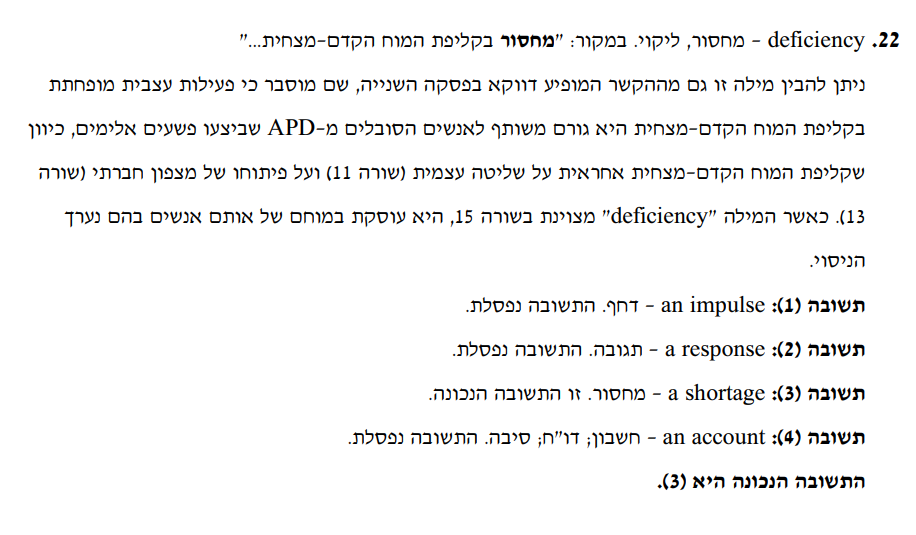 22. deficiency – מחסור, ליקוי. במקור: "מחסור בקליפת המוח הקדם-מצחית..."
ניתן להבין מילה זו גם מההקשר המופיע דווקא בפסקה השנייה, שם מוסבר כי פעילות עצבית מופחתת
בקליפת המוח הקדם-מצחית היא גורם משותף לאנשים הסובלים מ-APD שביצעו פשעים אלימים, כיוון
שקליפת המוח הקדם-מצחית אחראית על שליטה עצמית (שורה 11) ועל פיתוחו של מצפון חברתי (שורה
13). כאשר המילה "deficiency" מצוינת בשורה 15, היא עוסקת במוחם של אותם אנשים בהם נערך
הניסוי.
תשובה (1): an impulse – דחף. התשובה נפסלת.
תשובה (2): a response – תגובה. התשובה נפסלת.
תשובה (3): a shortage – מחסור. זו התשובה הנכונה.
תשובה (4): an account – חשבון; דו"ח; סיבה. התשובה נפסלת.
התשובה הנכונה היא (3).